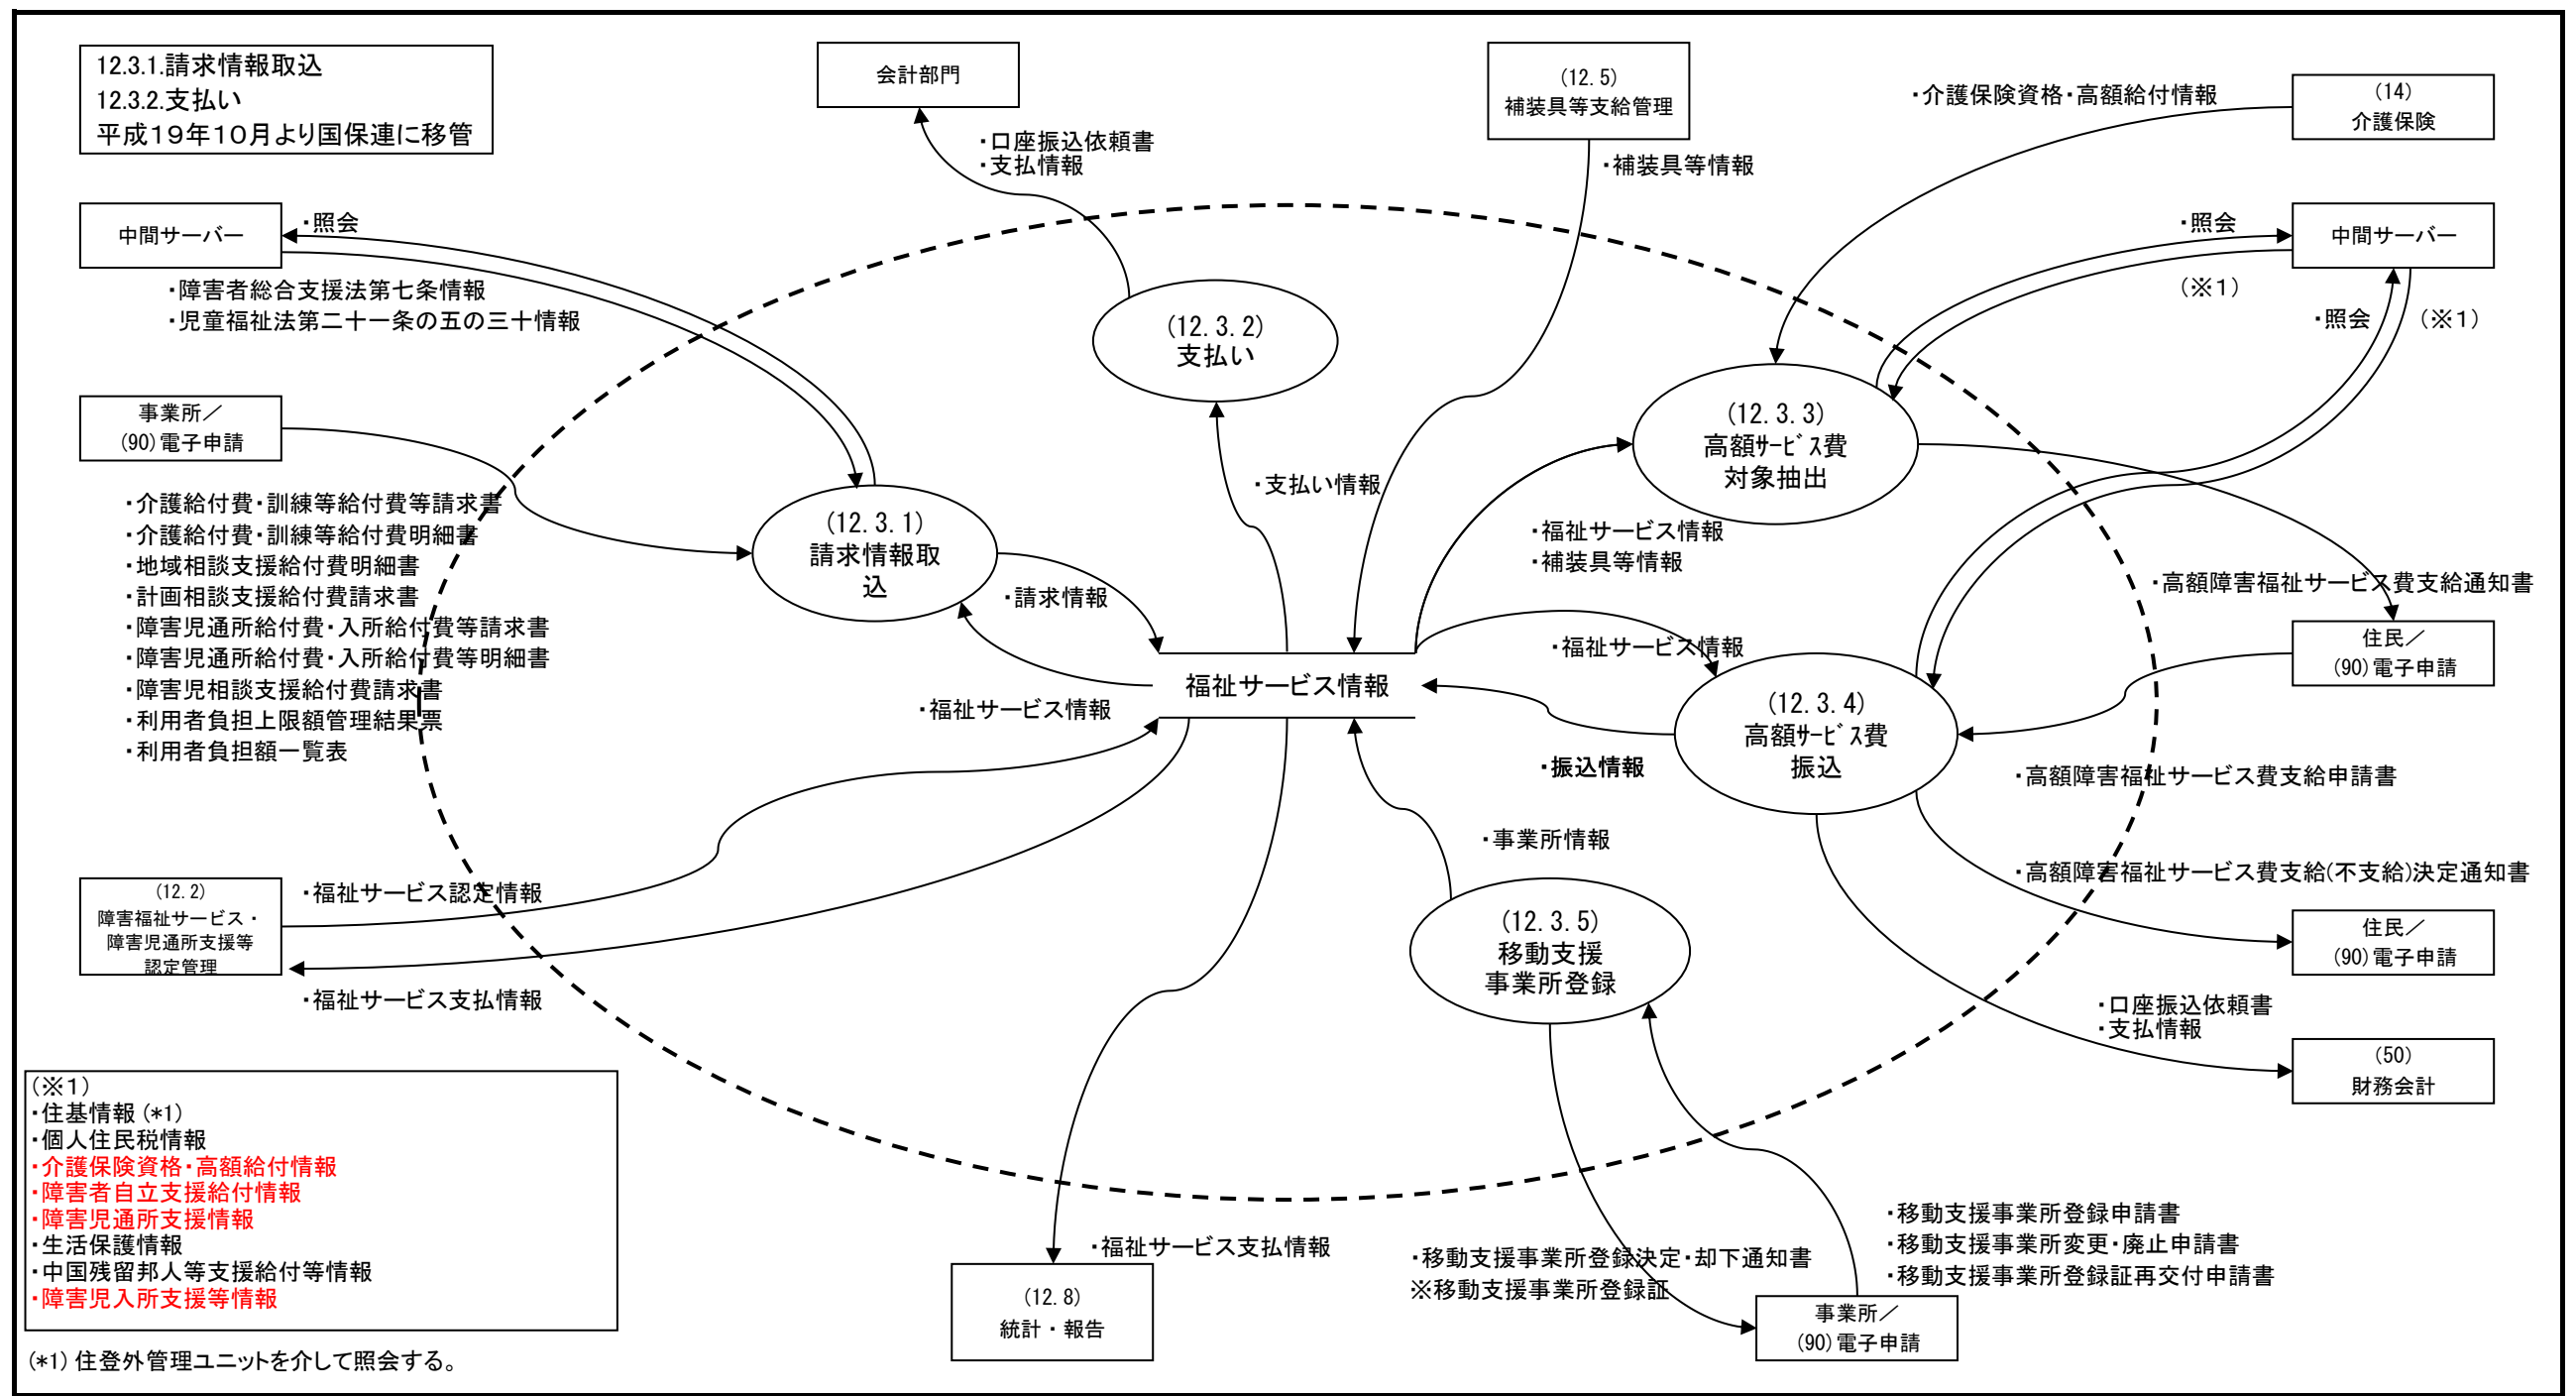 12.3.1.請求情報取込
12.3.2.支払い
平成19年10月より国保連に移管
会計部門
・口座振込依頼書
・支払情報
(12.5)
補装具等支給管理
・補装具等情報
・介護保険資格・高額給付情報
(14)
介護保険
中間サーバー
・照会
・障害者総合支援法第七条情報
・児童福祉法第二十一条の五の三十情報
・照会
中間サーバー
(※1)
・照会
(※1)
(12.3.2)
支払い
事業所／
(90)電子申請
・介護給付費・訓練等給付費等請求書
・介護給付費・訓練等給付費明細書
・地域相談支援給付費明細書
・計画相談支援給付費請求書
・障害児通所給付費・入所給付費等請求書
・障害児通所給付費・入所給付費等明細書
・障害児相談支援給付費請求書
・利用者負担上限額管理結果票
・利用者負担額一覧表
(12.3.1)
請求情報取
込
・請求情報
・支払い情報
(12.3.3)
高額ｻｰﾋﾞｽ費
対象抽出
・福祉サービス情報
・補装具等情報
・高額障害福祉サービス費支給通知書
住民／
(90)電子申請
・福祉サービス情報
福祉サービス情報
・福祉サービス情報
・振込情報
(12.3.4)
高額ｻｰﾋﾞｽ費
振込
・高額障害福祉サービス費支給申請書
・高額障害福祉サービス費支給(不支給)決定通知書
住民／
(90)電子申請
・事業所情報
(12.3.5)
移動支援
事業所登録
・口座振込依頼書
・支払情報
(50)
財務会計
(12.2)
障害福祉サービス・
障害児通所支援等
認定管理
・福祉サービス認定情報
・福祉サービス支払情報
(※1)
・住基情報(*1)
・個人住民税情報
・介護保険資格・高額給付情報
・障害者自立支援給付情報
・障害児通所支援情報
・生活保護情報
・中国残留邦人等支援給付等情報
・障害児入所支援等情報
(*1)住登外管理ユニットを介して照会する。
・福祉サービス支払情報
(12.8)
統計・報告
・移動支援事業所登録決定・却下通知書
※移動支援事業所登録証
・移動支援事業所登録申請書
・移動支援事業所変更・廃止申請書
・移動支援事業所登録証再交付申請書
事業所／
(90)電子申請